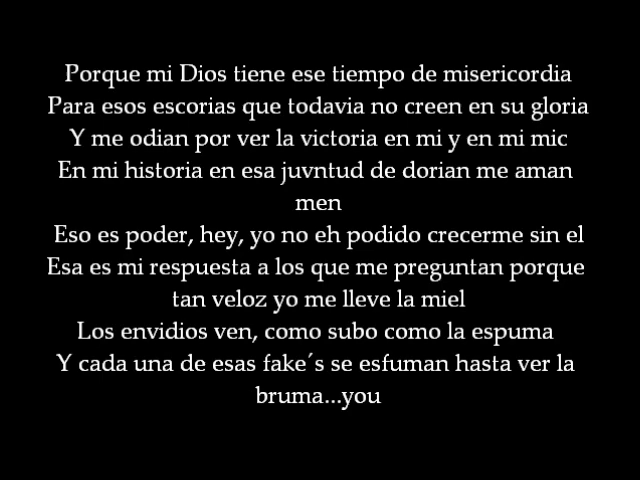 Porque mi Dios tiene ese tiempo de misericordia
Para esos escorias que todavia no creen en su gloria
Y me odian por ver la victoria en mi y en mi mic
En mi historia en esa juvntud de dorian me aman
men
Eso es poder, hey, yo no eh podido crecerme sin el
Esa es mi respuesta a los que me preguntan porque
tan veloz yo me lleve la miel
Los envidios ven, como subo como la espuma
Y cada una de esas fake´s se esfuman hasta ver la
bruma...you